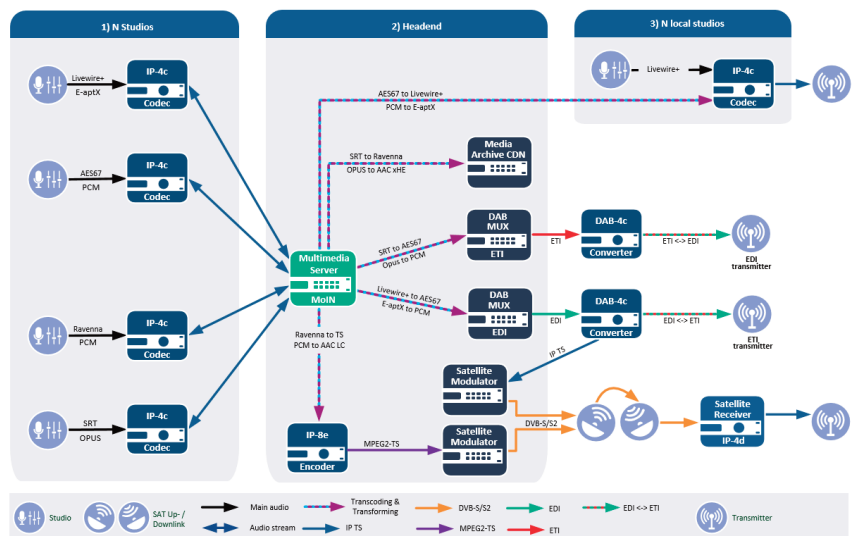 1) N Studios
2) Headend
3) N local studios
Livewire+
E-aptX
IP-4c
Codec
AES67
PCM
IP-4c
Codec
Ravenna
PCM
IP-4c
Codec
SRT
OPUS
IP-4c
Codec
Multimedia
Server
MoIN
AES67 to Livewire+
PCM to E-aptX
SRT to Ravenna
OPUS to AAC xHE
SRT to AES67
Opus to PCM
Livewire+ to AES67
E-aptX to PCM
Ravenna to TS
PCM to AAC LC
Livewire+
IP-4c
Codec
Media
Archive CDN
DAB
MUX
ETI
ETI
DAB-4c
Converter
ETI <-> EDI
EDI
transmitter
DAB
MUX
EDI
EDI
DAB-4c
Converter
EDI <-> ETI
ETI
transmitter
IP TS
Satellite
Modulator
IP-8e
Encoder
MPEG2-TS
Satellite
Modulator
DVB-S/S2
Satellite
Receiver
IP-4d
Studio
SAT Up- /
Downlink
Main audio
Audio stream
Transcoding &
Transforming
IP TS
DVB-S/S2
MPEG2-TS
EDI
ETI
EDI <-> ETI
Transmitter